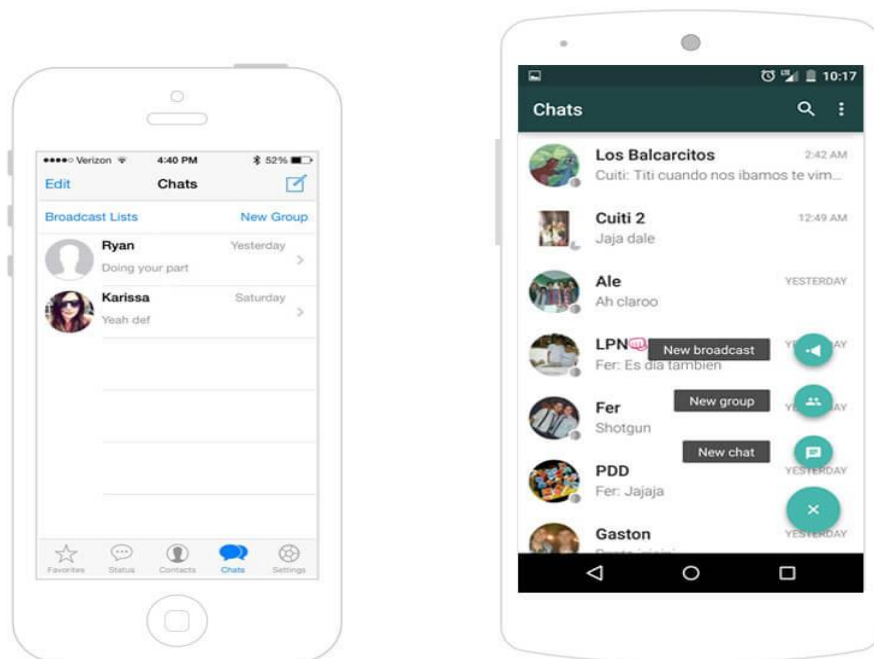 Verizon 4:40 PM 52%
Edit Chats
Broadcast Lists New Group
Ryan Yesterday
Doing your part
Karissa Saturday
Yeah def
Favorites Status Contacts Chats Settings
LTE 10:17
Chats
Los Balcarcitos 2:42 AM
Cuiti: Titi cuando nos ibamos te vim...
Cuiti 2 12:49 AM
Jaja dale
Ale YESTERDAY
Ah claroo
LPN New broadcast
Fer: Es dia tambien
Fer New group
Shotgun
New chat
PDD YESTERDAY
Fer: Jajaja
Gaston YESTERDAY